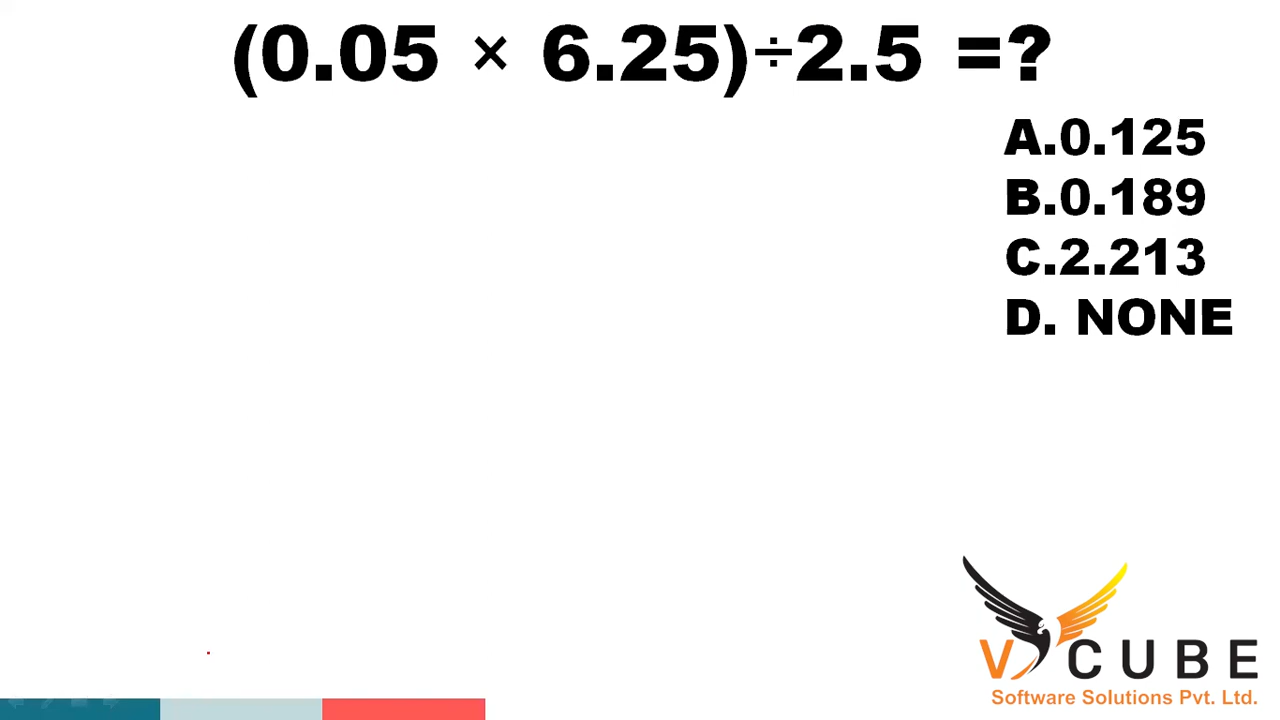 (0.05 × 6.25)÷2.5 =?
A.0.125
B.0.189
C.2.213
D. NONE
V CUBE
Software Solutions Pvt. Ltd.